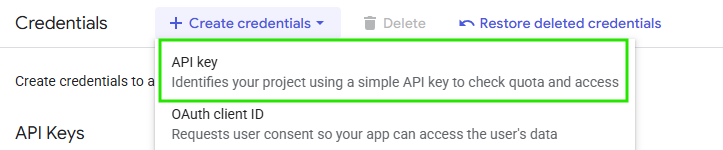 Credentials
+ Create credentials
Delete
Restore deleted credentials
API key
Identifies your project using a simple API key to check quota and access
Create credentials to a
OAuth client ID
Requests user consent so your app can access the user's data
API Keys